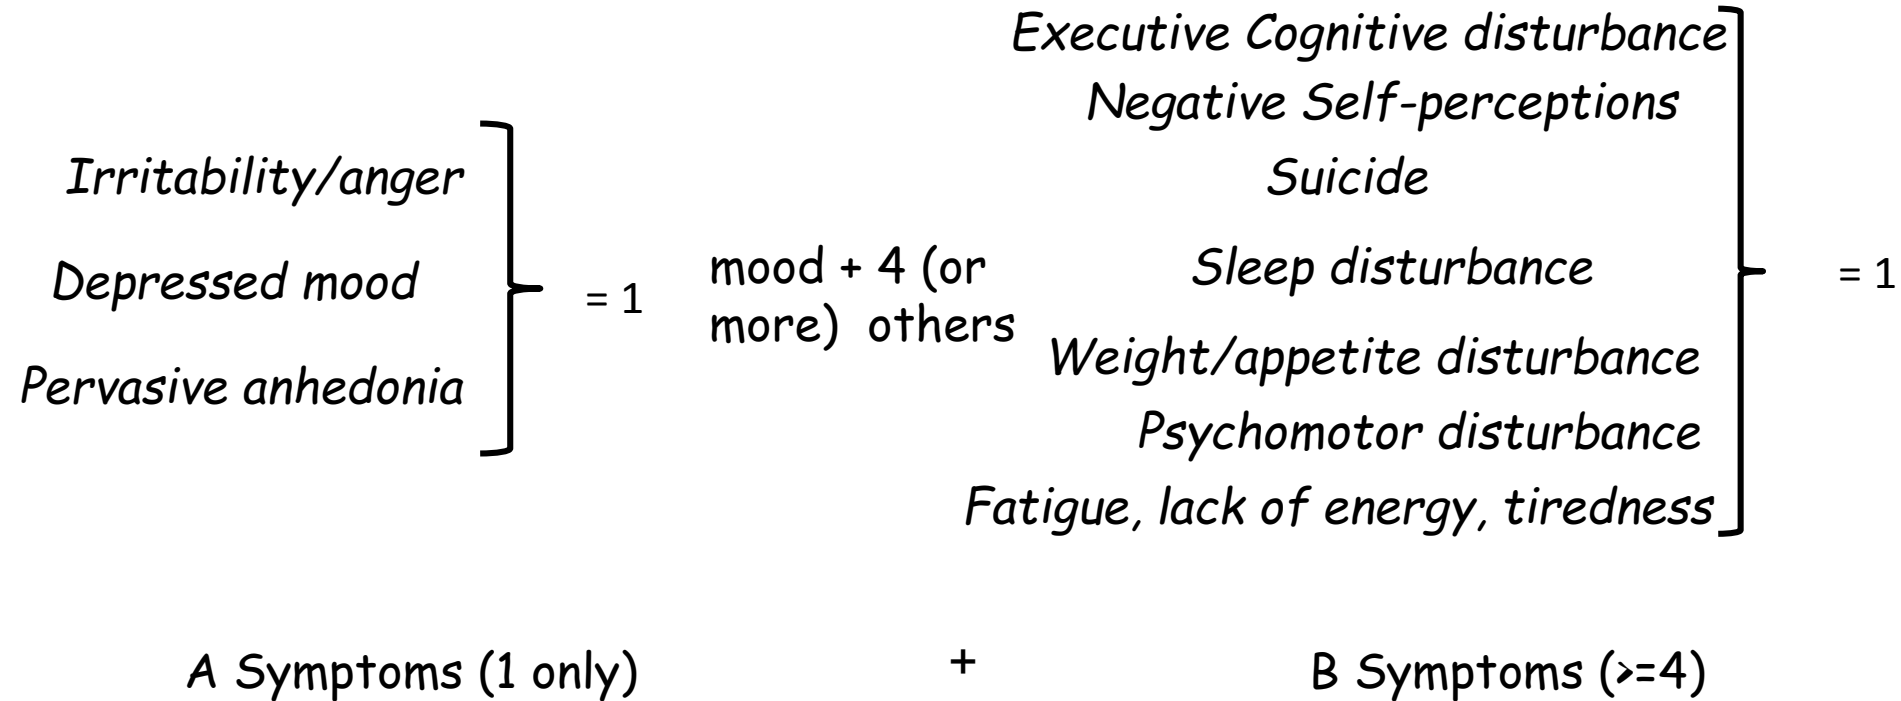 Irritability/anger
Depressed mood
Pervasive anhedonia
= 1
mood + 4 (or
more) others
Executive Cognitive disturbance
Negative Self-perceptions
Suicide
Sleep disturbance
Weight/appetite disturbance
Psychomotor disturbance
Fatigue, lack of energy, tiredness
= 1
A Symptoms (1 only)
+
B Symptoms (>=4)